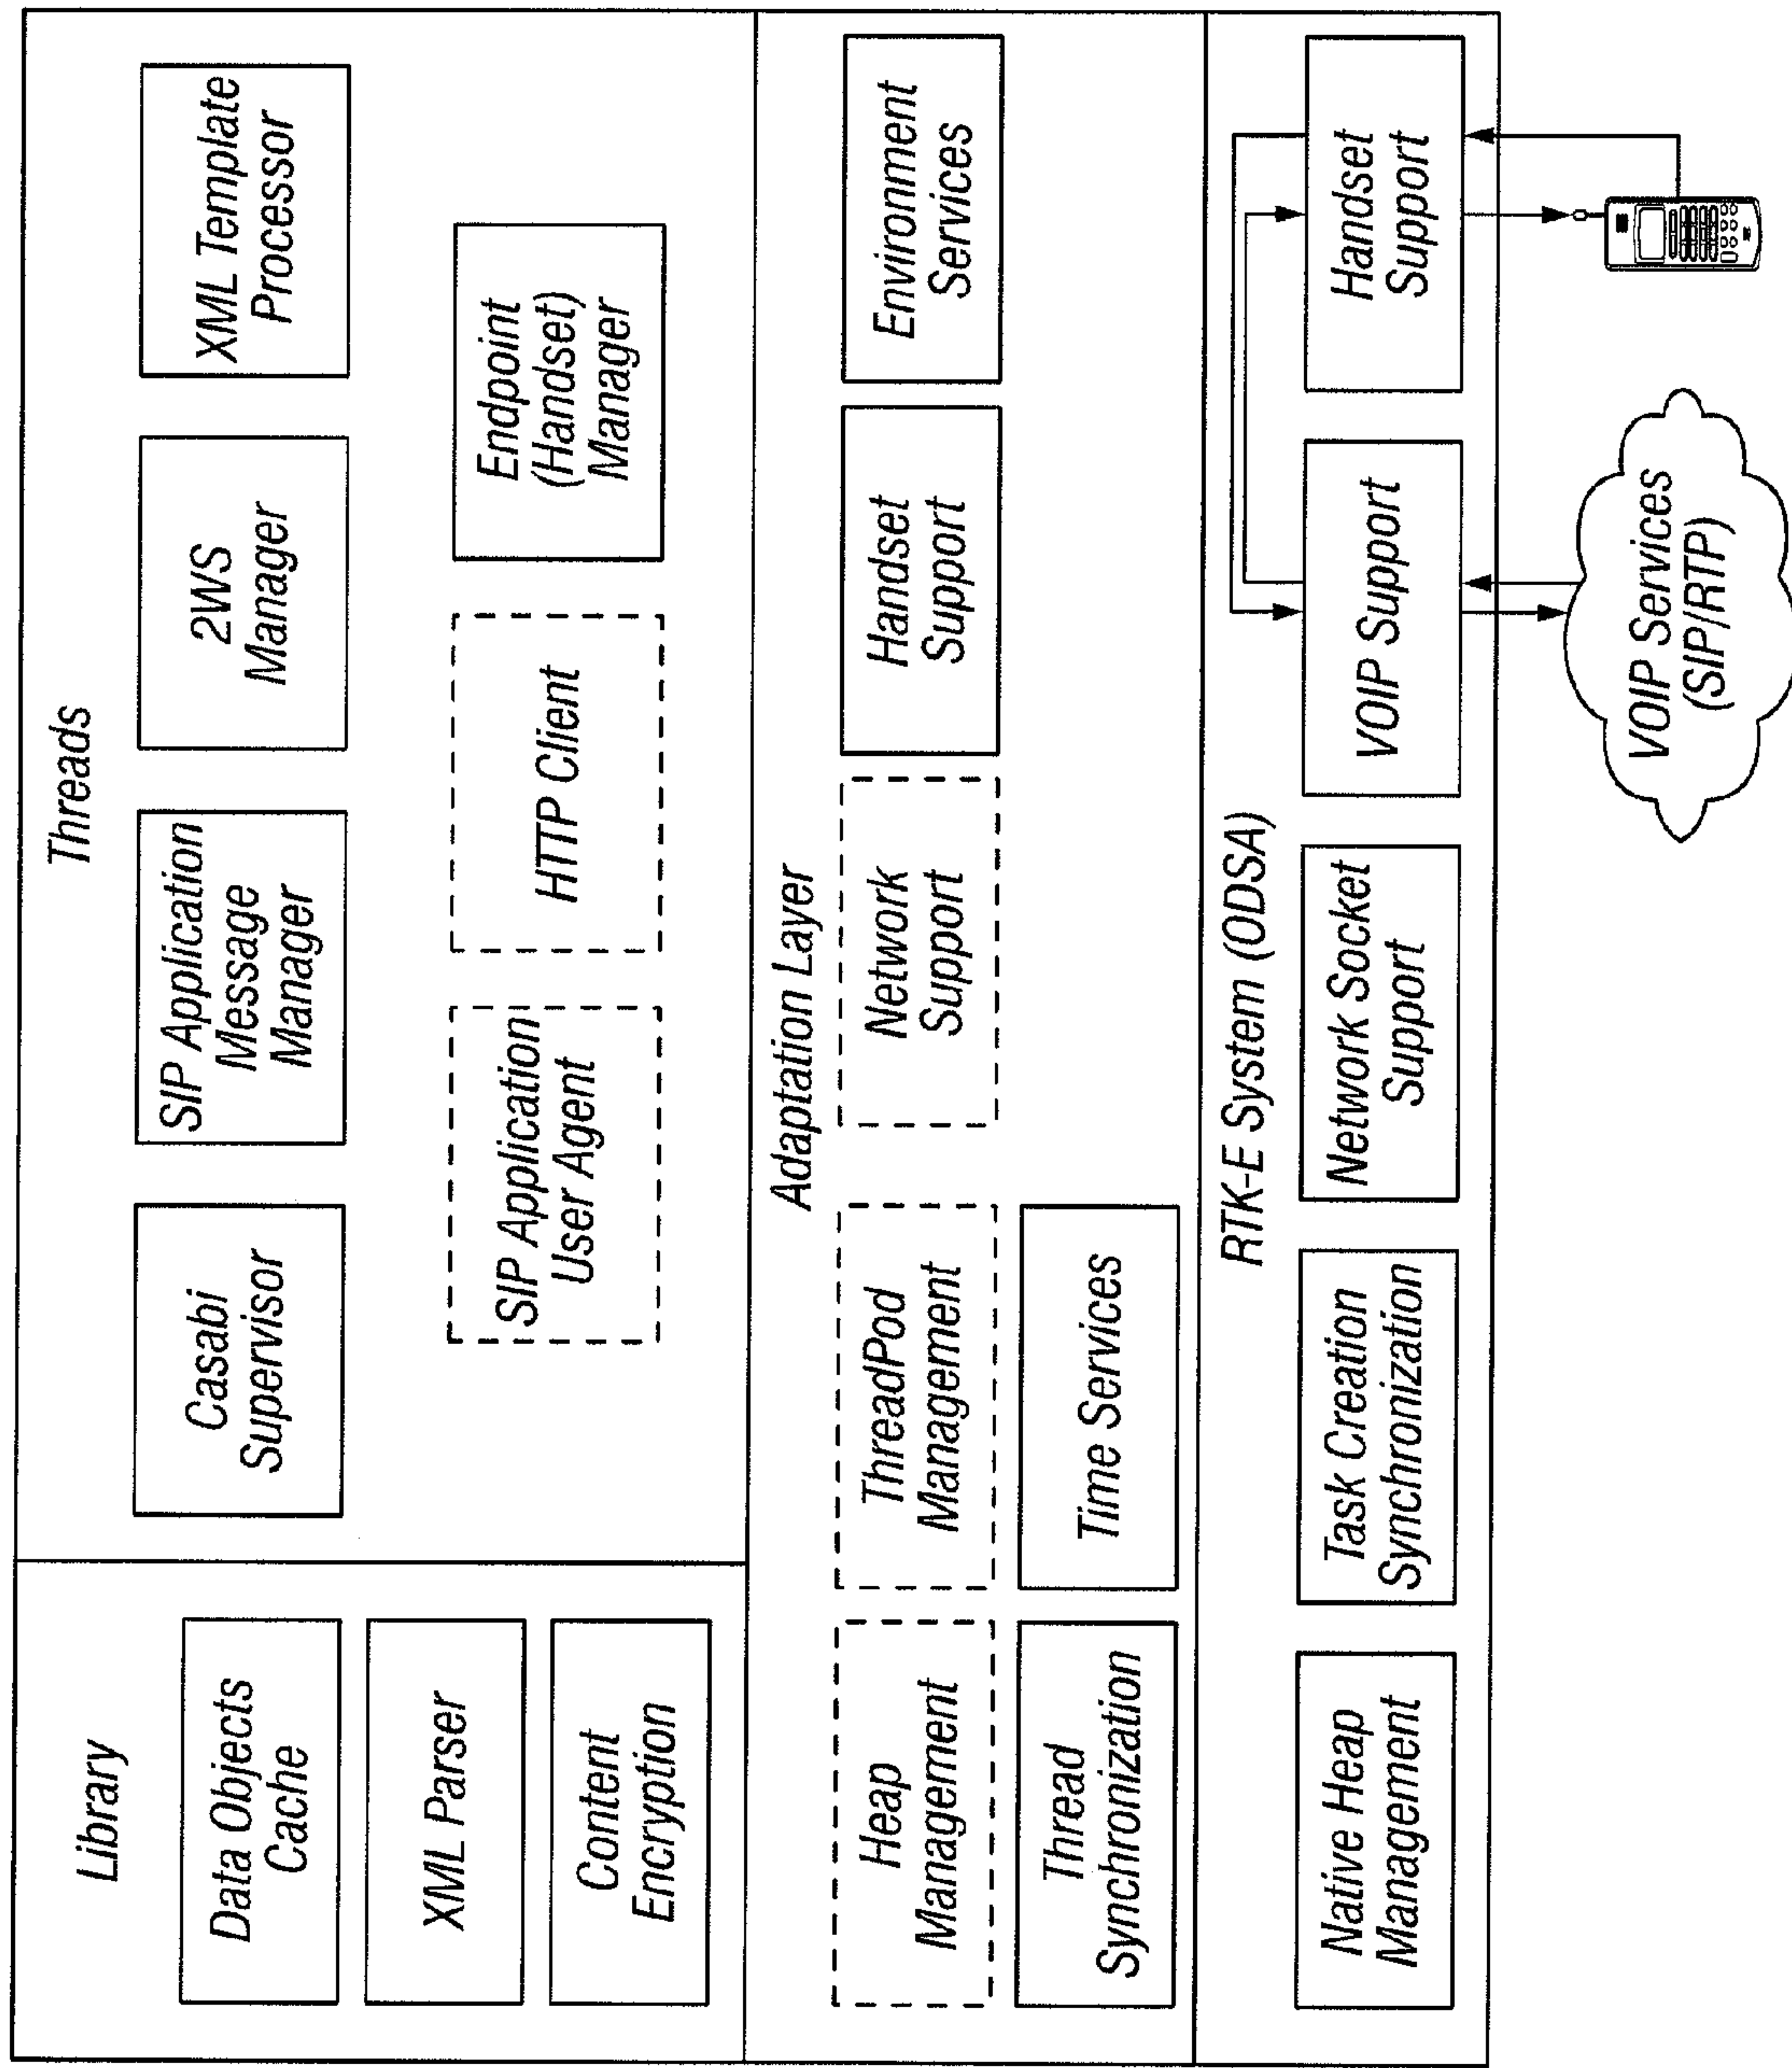 Library
Data Objects
Cache
XML Parser
Content
Encryption
Threads
Casabi
Supervisor
SIP Application
Message
Manager
2WS
Manager
XML Template
Processor
SIP Application
User Agent
HTTP Client
Endpoint
(Handset)
Manager
Adaptation Layer
Heap
Management
ThreadPod
Management
Network
Support
Handset
Support
Environment
Services
Thread
Synchronization
Time Services
RTK-E System (ODSA)
Native Heap
Management
Task Creation
Synchronization
Network Socket
Support
VOIP Support
Handset
Support
VOIP Services
(SIP/RTP)